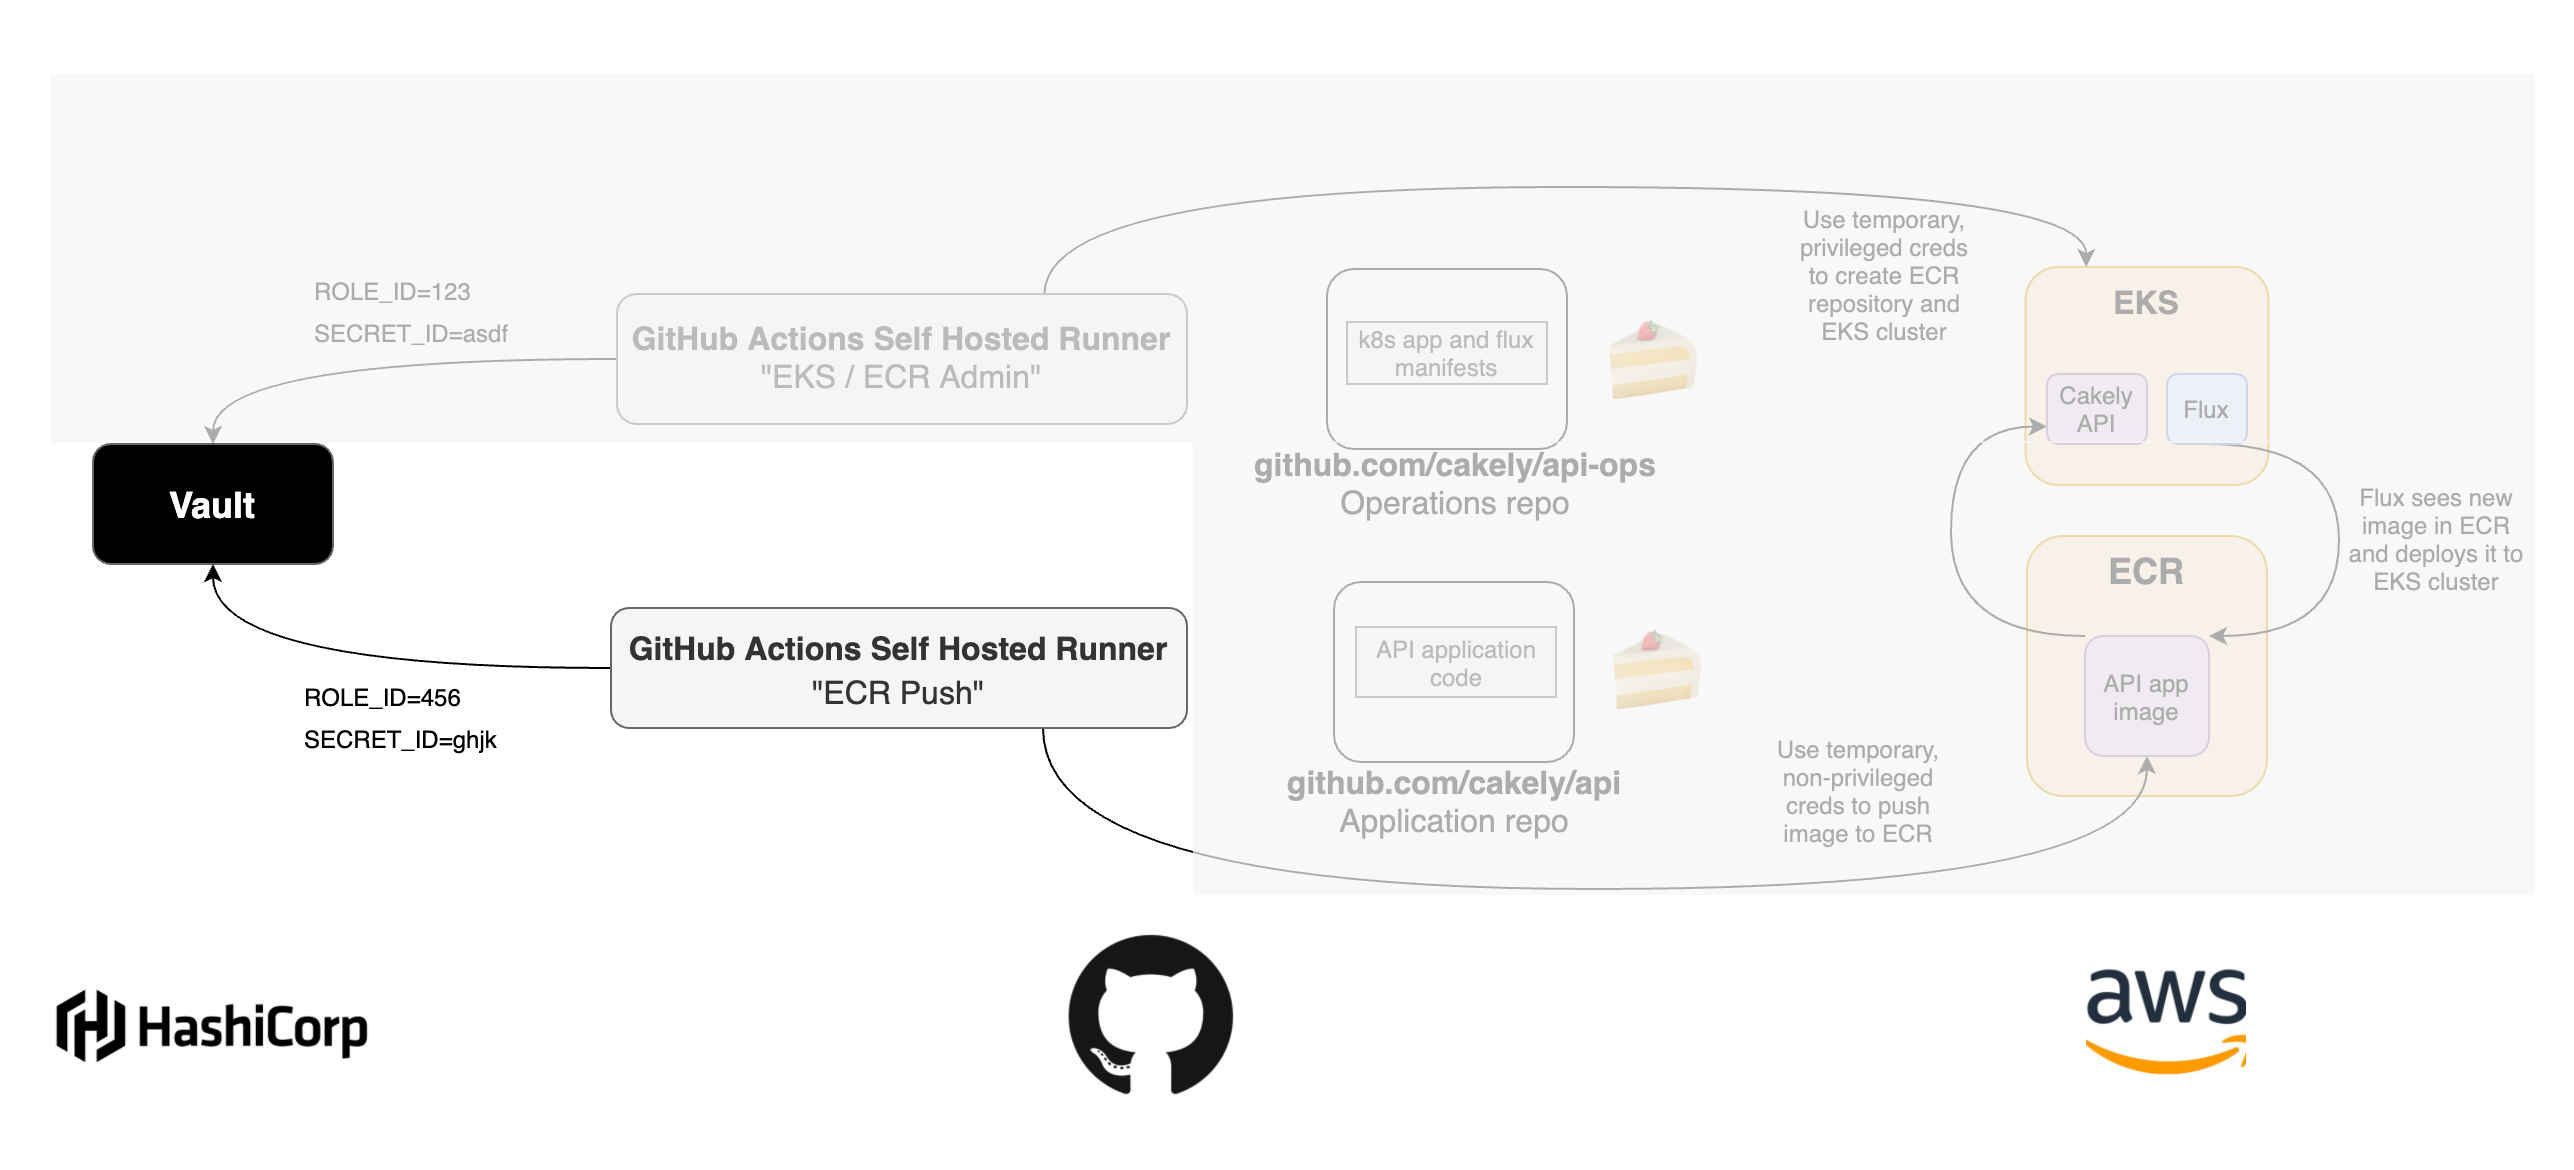 ROLE_ID=123
SECRET_ID=asdf
GitHub Actions Self Hosted Runner
"EKS / ECR Admin"
k8s app and flux
manifests
github.com/cakely/api-ops
Operations repo
Use temporary,
privileged creds
to create ECR
repository and
EKS cluster
EKS
Cakely
API
Flux
Vault
Flux sees new
image in ECR
and deploys it to
EKS cluster
ROLE_ID=456
SECRET_ID=ghjk
GitHub Actions Self Hosted Runner
"ECR Push"
API application
code
github.com/cakely/api
Application repo
Use temporary,
non-privileged
creds to push
image to ECR
ECR
API app
image
HashiCorp
aws